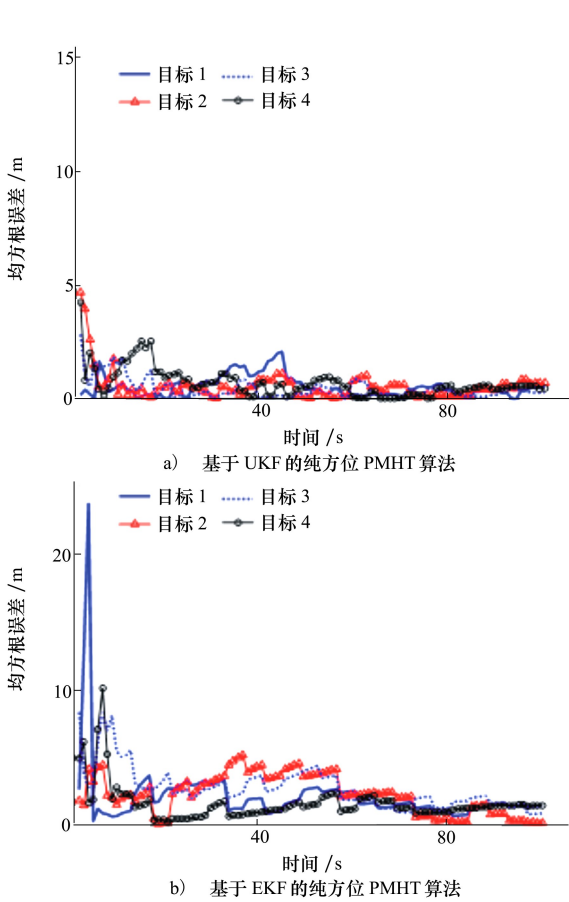 15
目标 1 目标 3
目标 2 目标 4
10
均方根误差 /m
5
0 40 80
时间 /s
a） 基于 UKF 的纯方位 PMHT 算法
目标 1 目标 3
目标 2 目标 4
20
均方根误差 /m
10
0 40 80
时间 /s
b） 基于 EKF 的纯方位 PMHT 算法